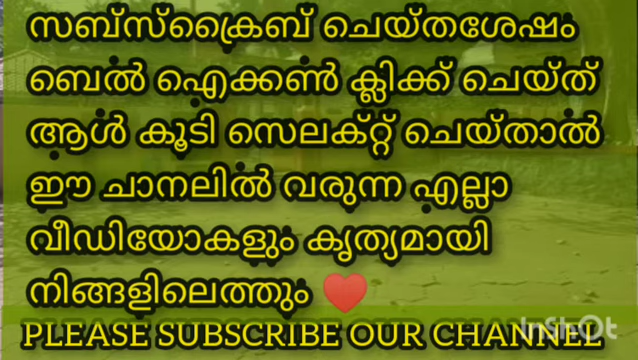 സബ്സ്ക്രൈബ് ചെയ്തശേഷം
ബെൽ ഐക്കൺ ക്ലിക്ക് ചെയ്ത്
ആൾ കൂടി സെലക്റ്റ് ചെയ്താൽ
ഈ ചാനലിൽ വരുന്ന എല്ലാ
വീഡിയോകളും കൃത്യമായി
നിങ്ങളിലെത്തും ♥️
PLEASE SUBSCRIBE OUR CHANNEL
InShOt